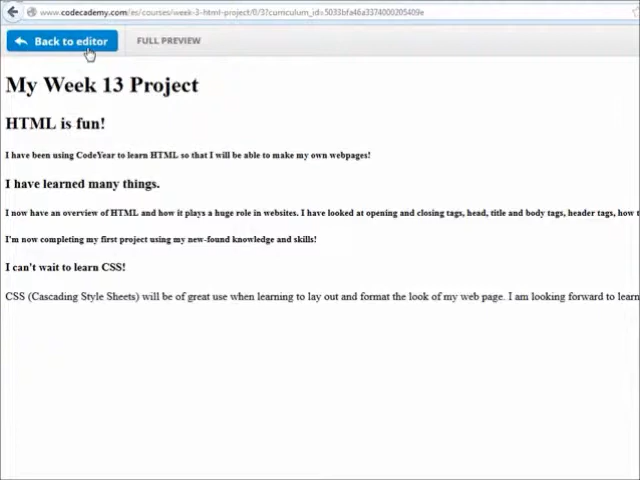 www.codecademy.com/es/courses/week-3-html-project/0/3?curriculum_id=5033bfa46a3374000205409e
Back to editor FULL PREVIEW
My Week 13 Project
HTML is fun!
I have been using CodeYear to learn HTML so that I will be able to make my own webpages!
I have learned many things.
I now have an overview of HTML and how it plays a huge role in websites. I have looked at opening and closing tags, head, title and body tags, header tags, how t
I'm now completing my first project using my new-found knowledge and skills!
I can't wait to learn CSS!
CSS (Cascading Style Sheets) will be of great use when learning to lay out and format the look of my web page. I am looking forward to learn